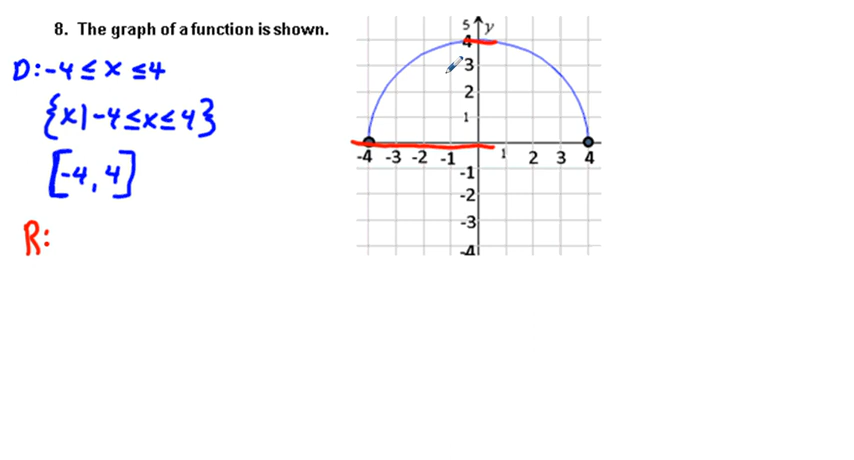 8. The graph of a function is shown.
D: -4 ≤ x ≤ 4
{x | -4 ≤ x ≤ 4}
[-4, 4]
R:
5 y
4
3
2
1
-4 -3 -2 -1 1 2 3 4
-1
-2
-3
-4